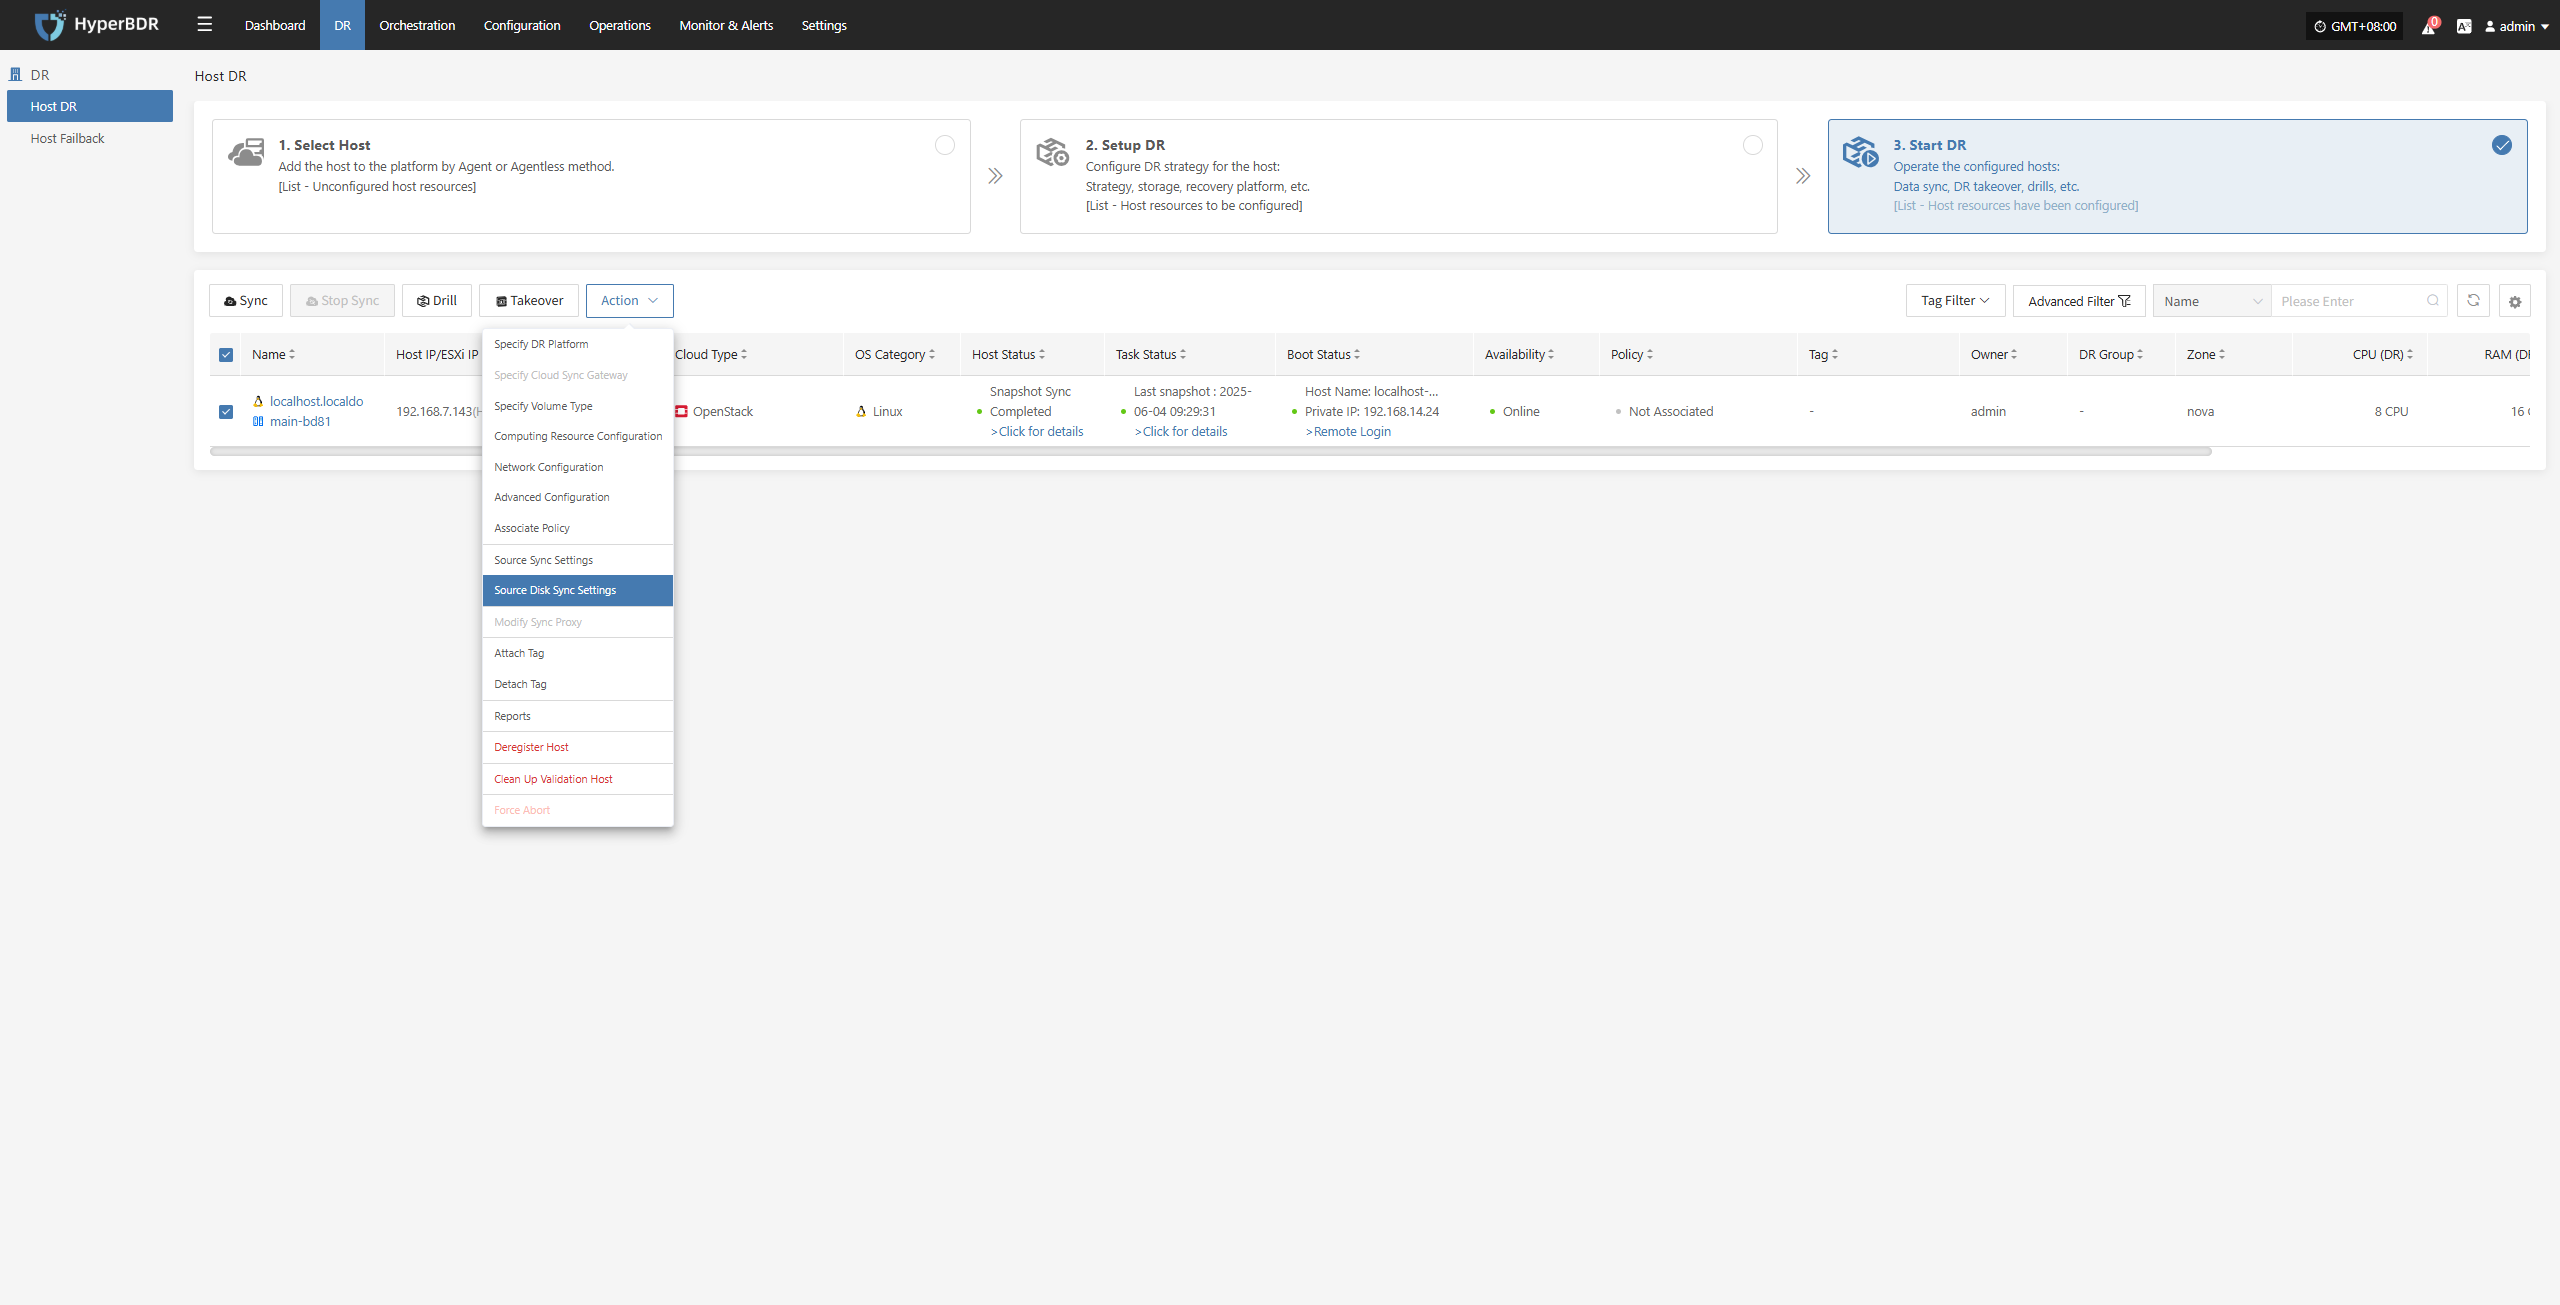 HyperBDR
Dashboard
DR
Orchestration
Configuration
Operations
Monitor & Alerts
Settings
GMT+08:00
0
admin
DR
Host DR
Host Failback
Host DR
1. Select Host
Add the host to the platform by Agent or Agentless method.
[List - Unconfigured host resources]
2. Setup DR
Configure DR strategy for the host:
Strategy, storage, recovery platform, etc.
[List - Host resources to be configured]
3. Start DR
Operate the configured hosts:
Data sync, DR takeover, drills, etc.
[List - Host resources have been configured]
Sync
Stop Sync
Drill
Takeover
Action
Tag Filter
Advanced Filter
Name
Please Enter
Name
Host IP/ESXi IP
Cloud Type
OS Category
Host Status
Task Status
Boot Status
Availability
Policy
Tag
Owner
DR Group
Zone
CPU (DR)
RAM (DR
localhost.localdo
main-bd81
192.168.7.143(
OpenStack
Linux
Snapshot Sync
Completed
>Click for details
Last snapshot : 2025-
06-04 09:29:31
>Click for details
Host Name: localhost-...
Private IP: 192.168.14.24
>Remote Login
Online
Not Associated
-
admin
-
nova
8 CPU
16
Specify DR Platform
Specify Cloud Sync Gateway
Specify Volume Type
Computing Resource Configuration
Network Configuration
Advanced Configuration
Associate Policy
Source Sync Settings
Source Disk Sync Settings
Modify Sync Proxy
Attach Tag
Detach Tag
Reports
Deregister Host
Clean Up Validation Host
Force Abort